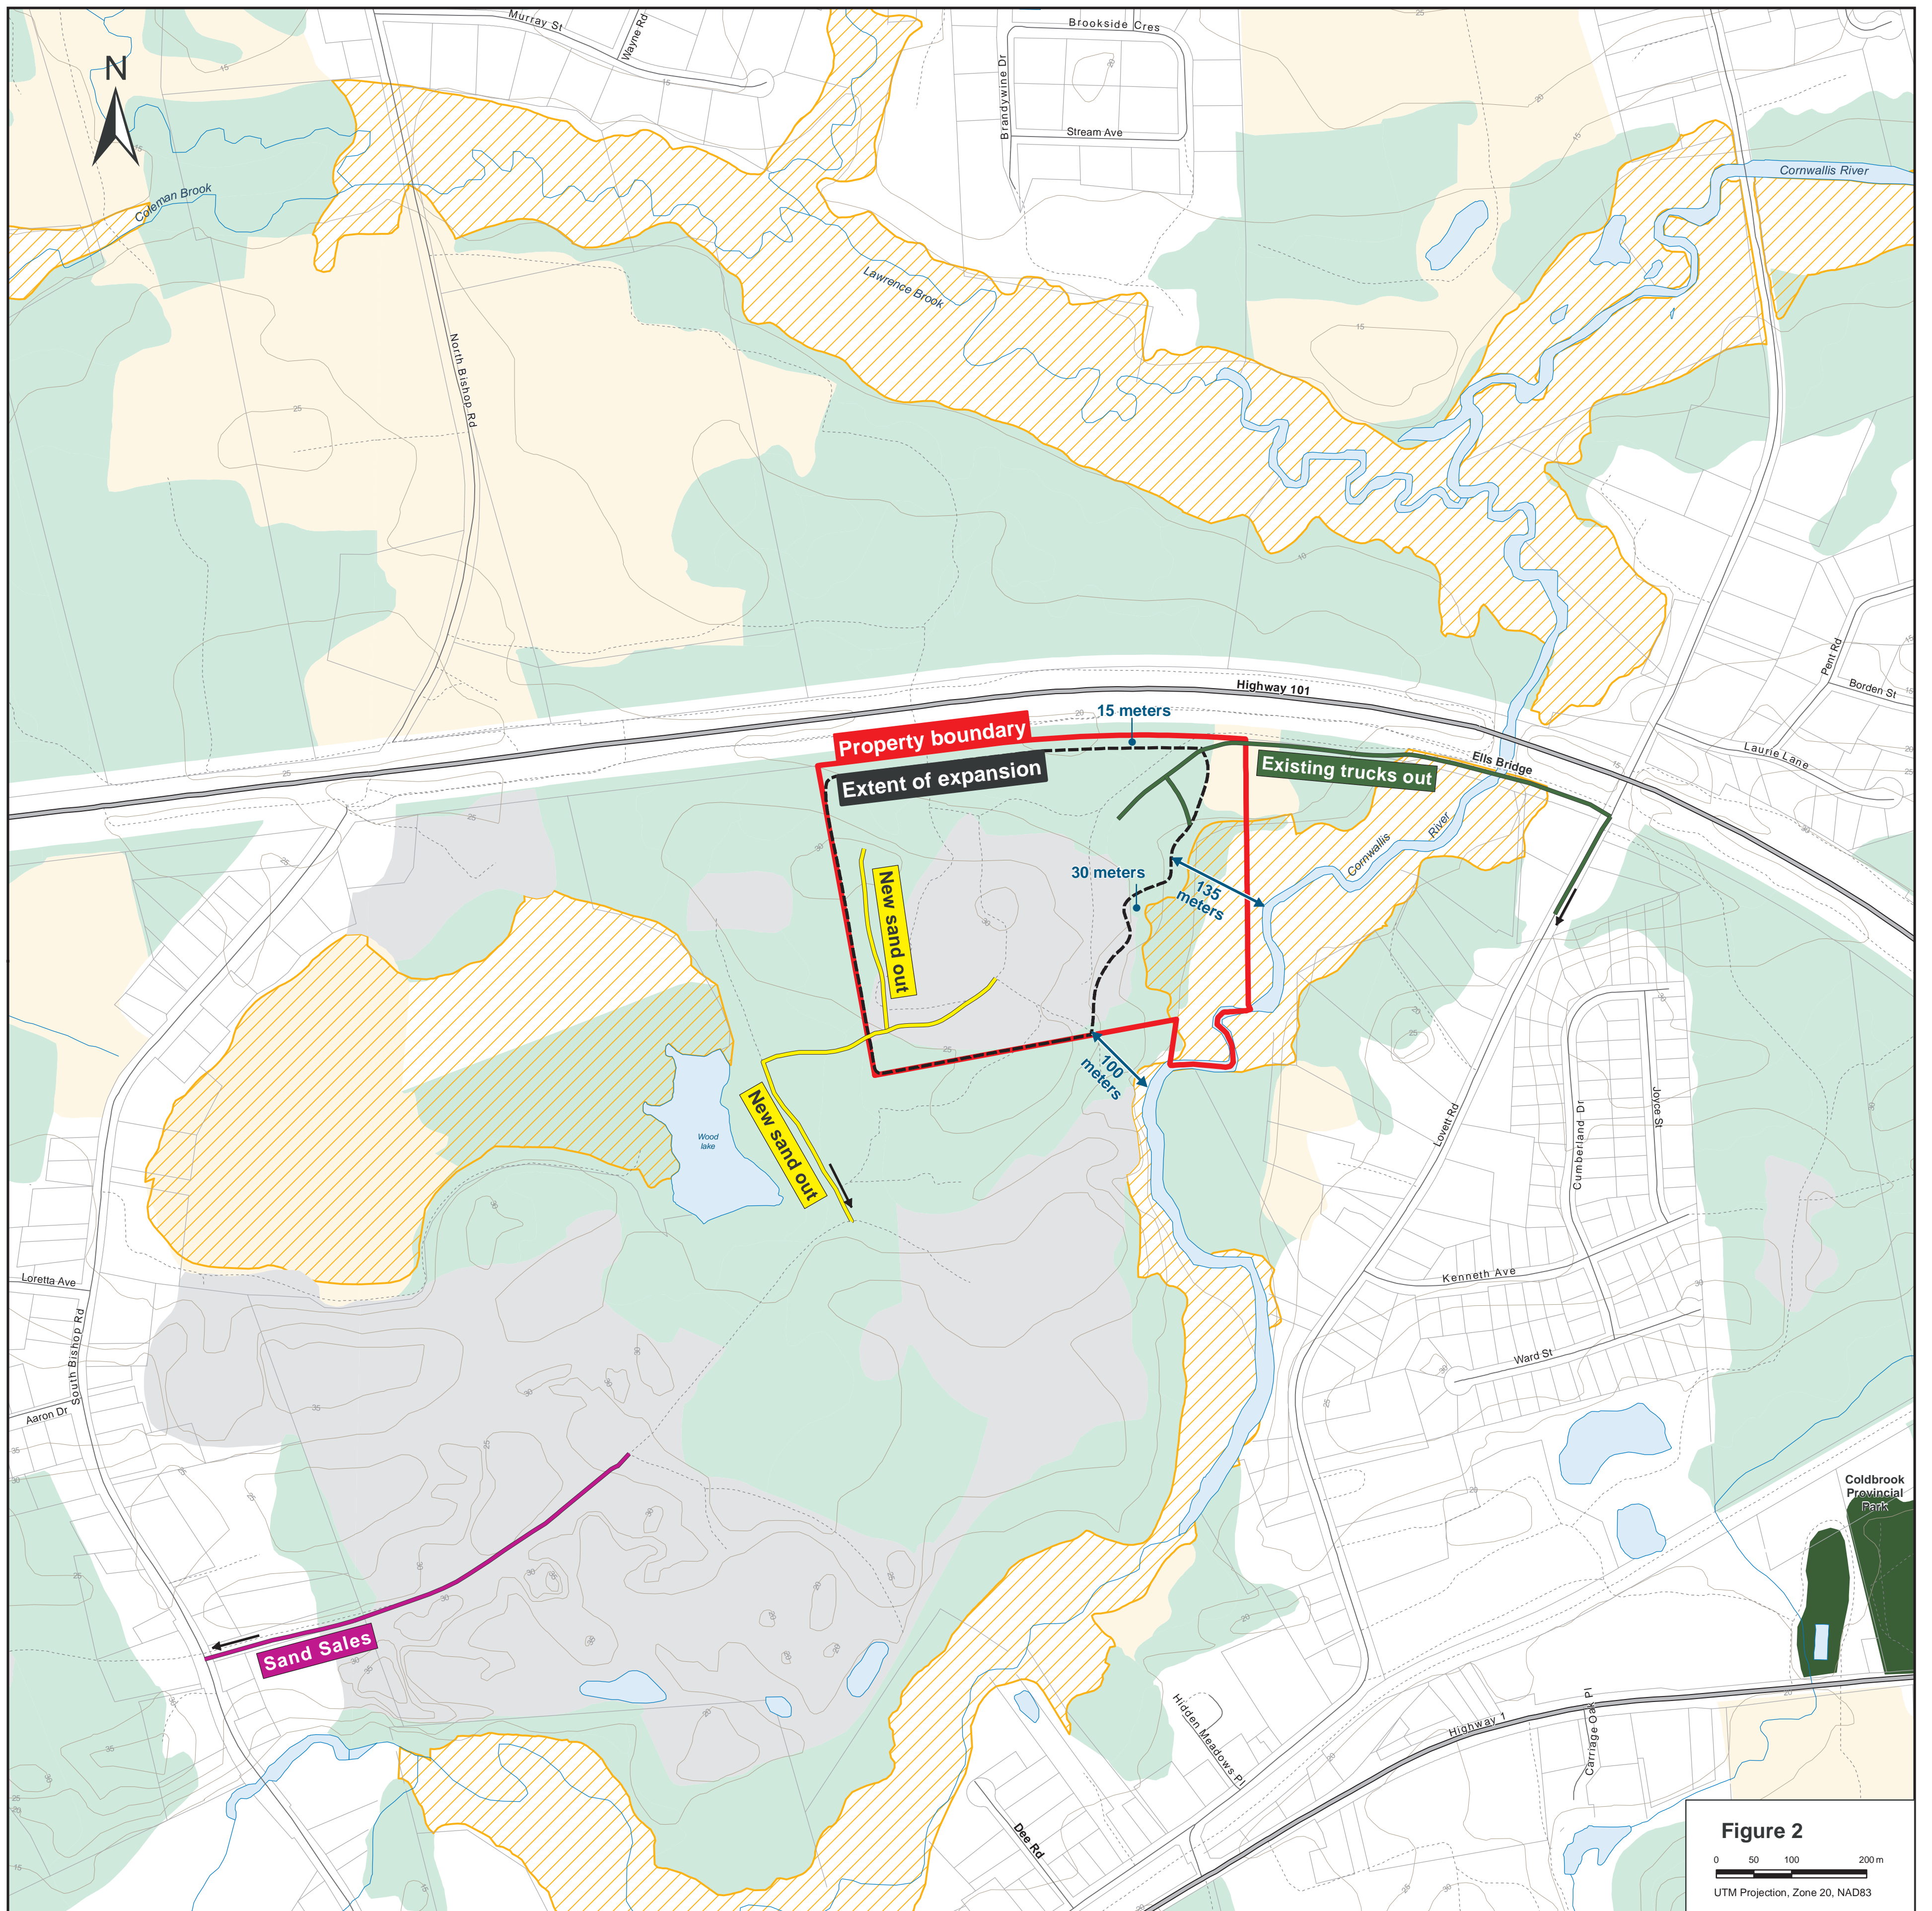 Murray St
Wayne Rd
Brookside Cres
Brandywine Dr
Stream Ave
N
Coleman Brook
Cornwallis River
Lawrence Brook
North Bishop Rd
Pent Rd
Borden St
Laurie Lane
Highway 101
15 meters
Property boundary
Extent of expansion
Existing trucks out
Ells Bridge
Cornwallis
River
30 meters
135
meters
New sand out
100
meters
New sand out
Wood
lake
Lovett Rd
Cumberland Dr
Joyce St
Kenneth Ave
Ward St
Loretta Ave
South Bishop Rd
Aaron Dr
Sand Sales
Coldbrook
Provincial
Park
Hidden Meadows Pl
Highway 1
Carriage Oak Pl
Dee Rd
Figure 2
0 50 100 200 m
UTM Projection, Zone 20, NAD83